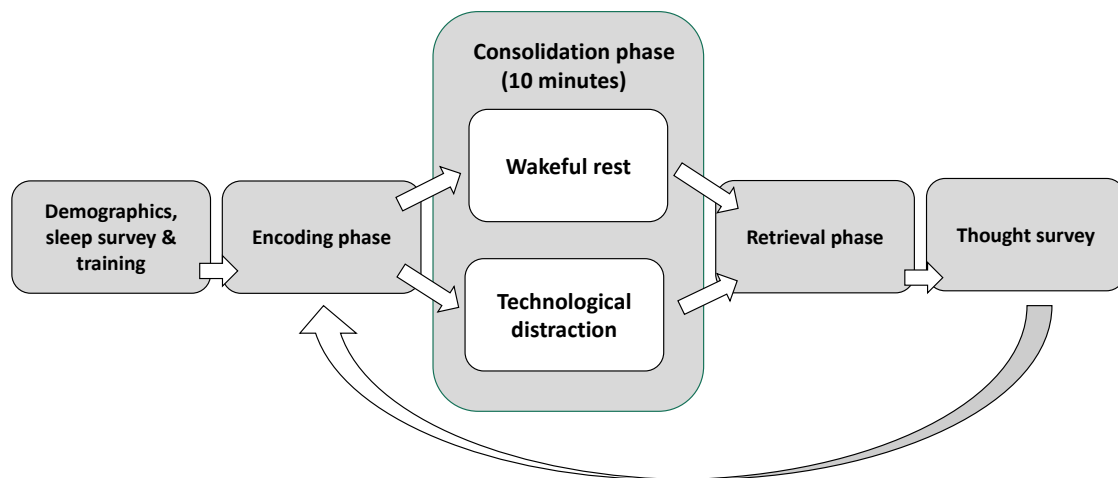 Consolidation phase
(10 minutes)
Wakeful rest
Demographics,
sleep survey &
training
Encoding phase
Retrieval phase
Thought survey
Technological
distraction